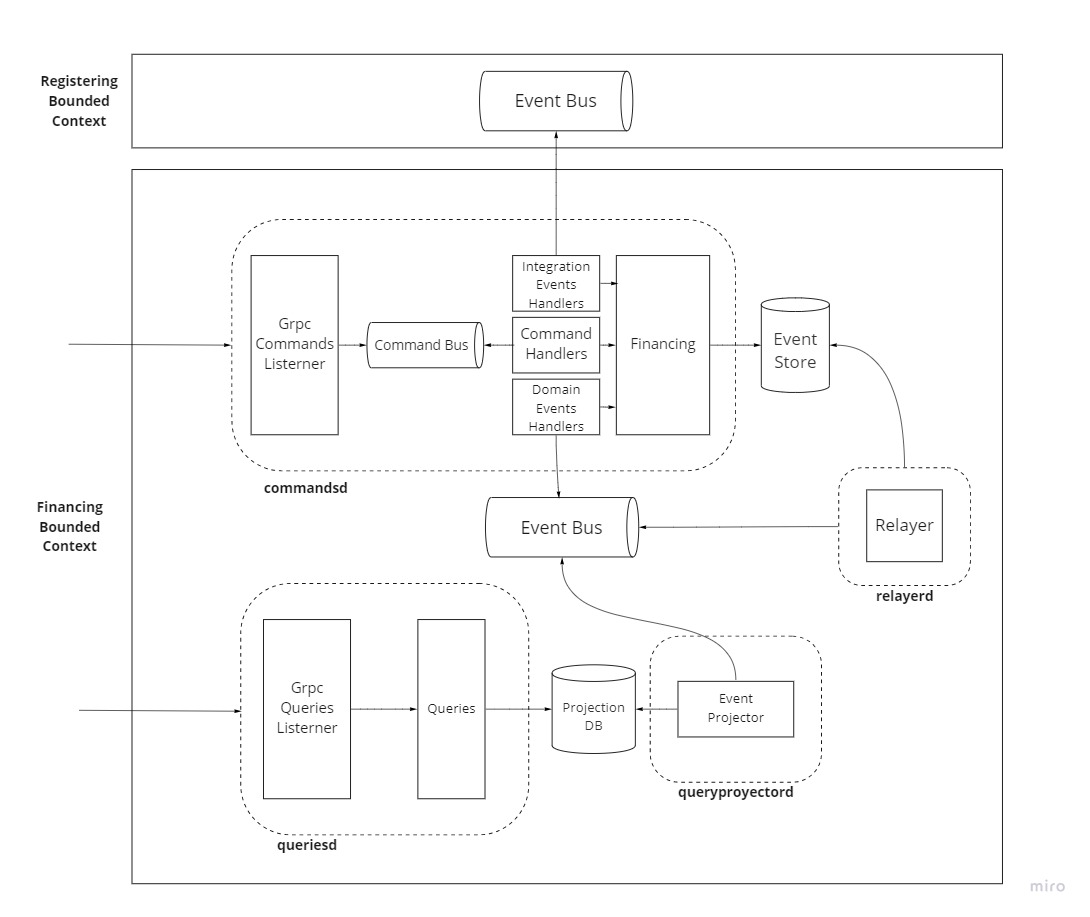 Registering
Bounded
Context
Event Bus
Integration
Events
Handlers
Grpc
Commands
Listerner
Command Bus
Command
Handlers
Financing
Event
Store
Domain
Events
Handlers
commandsd
Financing
Bounded
Context
Event Bus
Relayer
relayerd
Grpc
Queries
Listerner
Queries
Projection
DB
Event
Projector
queryproyectord
queriesd
miro